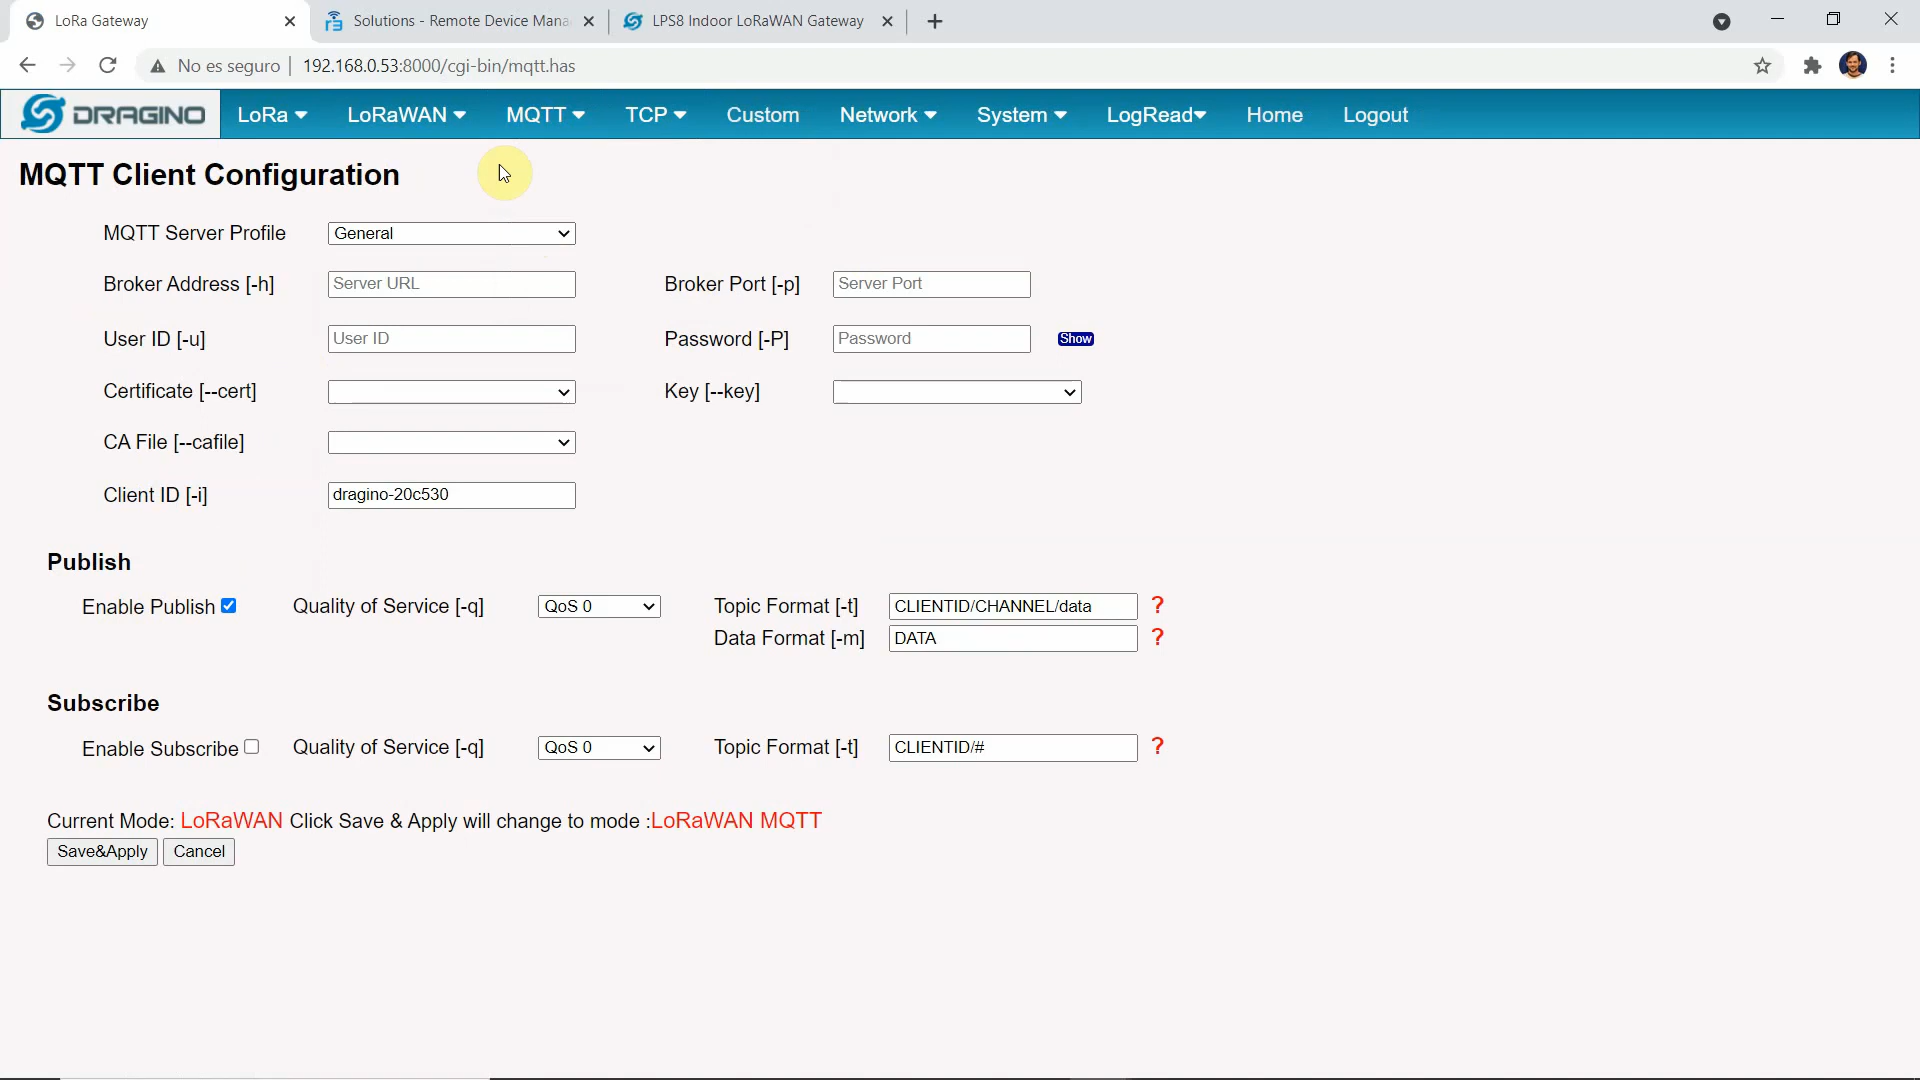 LoRa Gateway
Solutions - Remote Device Mana
LPS8 Indoor LoRaWAN Gateway
No es seguro
192.168.0.53:8000/cgi-bin/mqtt.has
DRAGINO LoRa LoRaWAN MQTT TCP Custom Network System LogRead Home Logout
MQTT Client Configuration
MQTT Server Profile General
Broker Address [-h] Server URL Broker Port [-p] Server Port
User ID [-u] User ID Password [-P] Password Show
Certificate [--cert] Key [--key]
CA File [--cafile]
Client ID [-i] dragino-20c530
Publish
Enable Publish Quality of Service [-q] QoS 0 Topic Format [-t] CLIENTID/CHANNEL/data ?
Data Format [-m] DATA ?
Subscribe
Enable Subscribe Quality of Service [-q] QoS 0 Topic Format [-t] CLIENTID/# ?
Current Mode: LoRaWAN Click Save & Apply will change to mode :LoRaWAN MQTT
Save&Apply Cancel